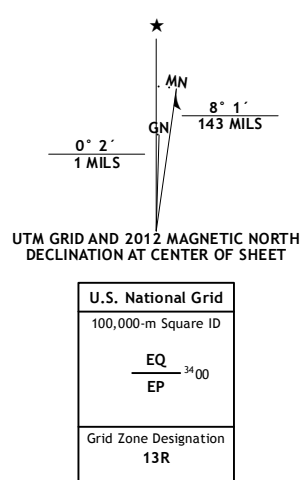 ★
MN
GN
8° 1´
143 MILS
0° 2´
1 MILS
UTM GRID AND 2012 MAGNETIC NORTH
DECLINATION AT CENTER OF SHEET
U.S. National Grid
100,000-m Square ID
EQ
³⁴00
EP
Grid Zone Designation
13R